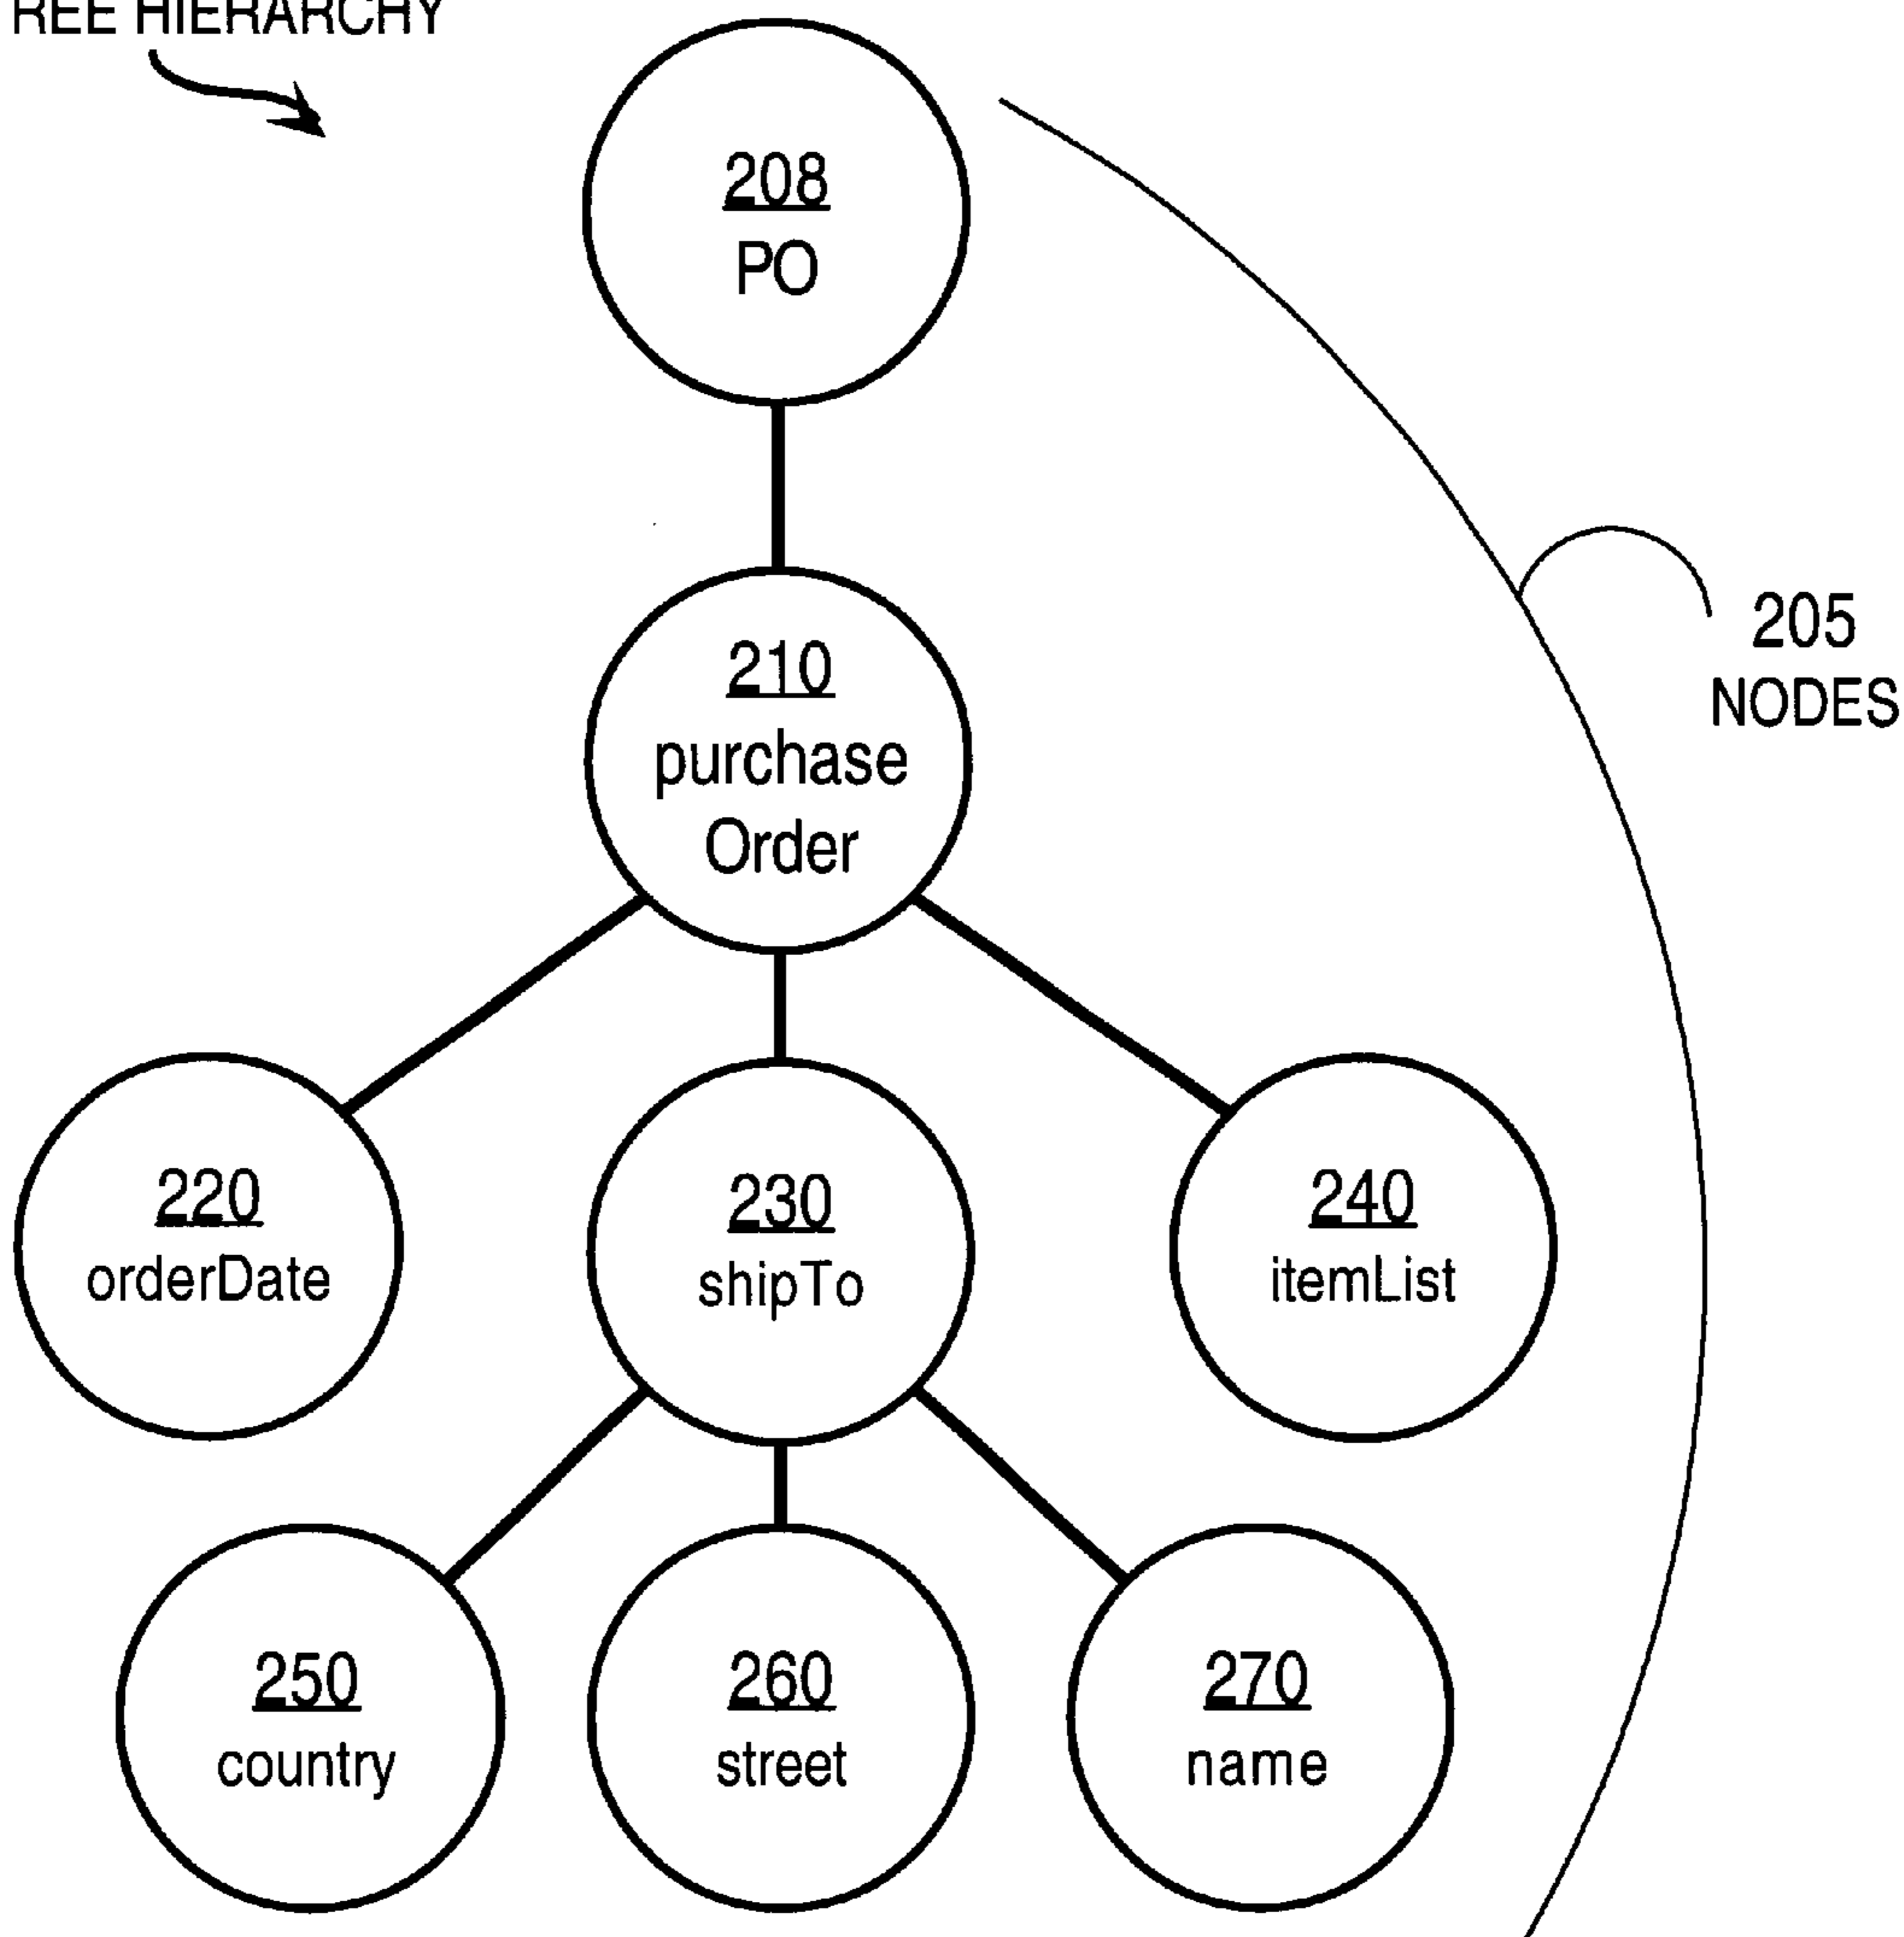 REE HIERARCHY
208
PO
205
NODES
210
purchase
Order
220
orderDate
230
shipTo
240
itemList
250
country
260
street
270
name